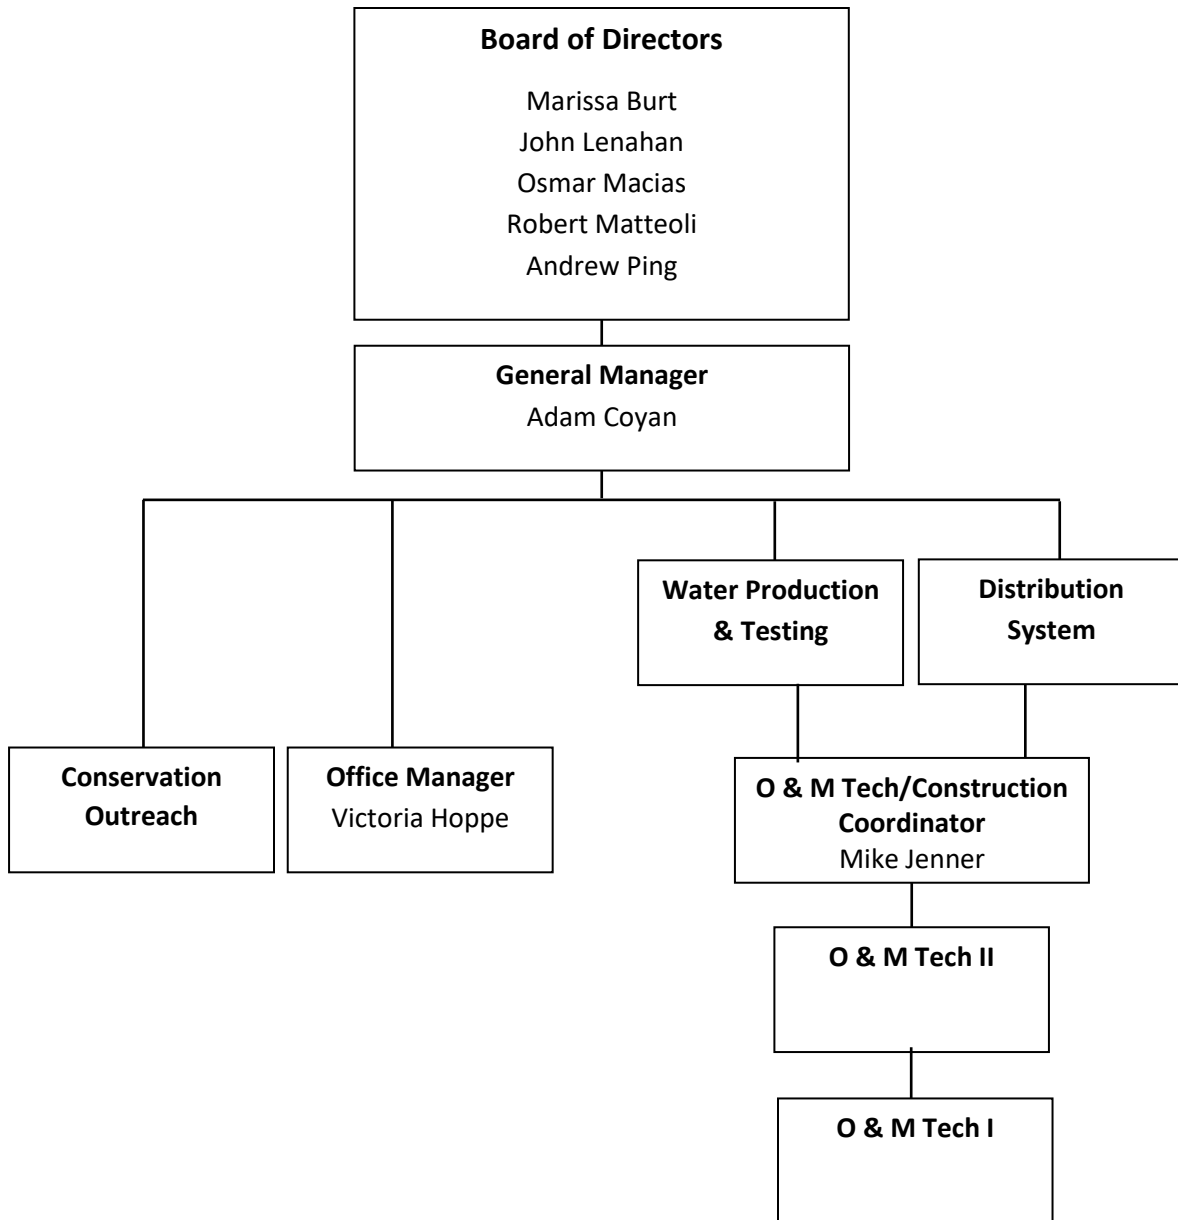 Board of Directors
Marissa Burt
John Lenahan
Osmar Macias
Robert Matteoli
Andrew Ping
General Manager
Adam Coyan
Water Production
& Testing
Distribution
System
Conservation
Outreach
Office Manager
Victoria Hoppe
O & M Tech/Construction
Coordinator
Mike Jenner
O & M Tech II
O & M Tech I